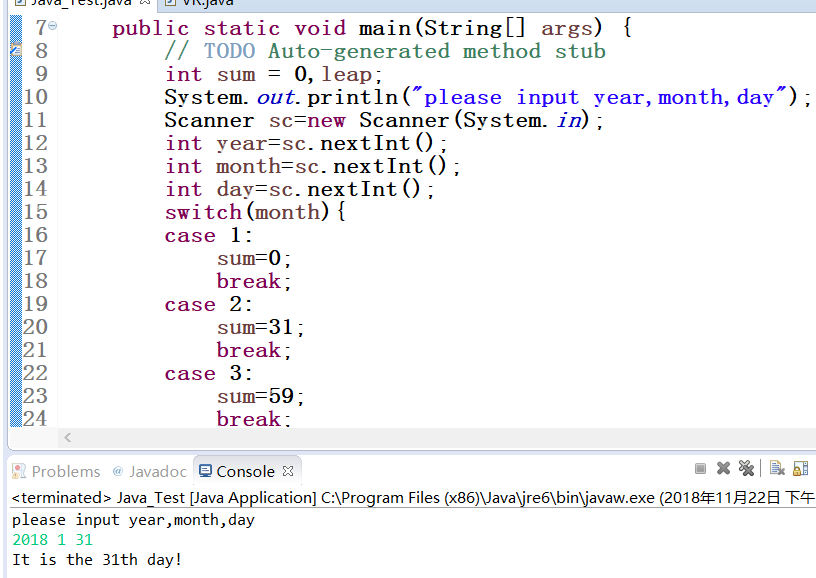 Java_Test.java VR.java
7 public static void main(String[] args) {
8 // TODO Auto-generated method stub
9 int sum = 0,leap;
10 System.out.println("please input year,month,day");
11 Scanner sc=new Scanner(System.in);
12 int year=sc.nextInt();
13 int month=sc.nextInt();
14 int day=sc.nextInt();
15 switch(month){
16 case 1:
17 sum=0;
18 break;
19 case 2:
20 sum=31;
21 break;
22 case 3:
23 sum=59;
24 break;
Problems @ Javadoc Console
<terminated> Java_Test [Java Application] C:\Program Files (x86)\Java\jre6\bin\javaw.exe (2018年11月22日 下午
please input year,month,day
2018 1 31
It is the 31th day!